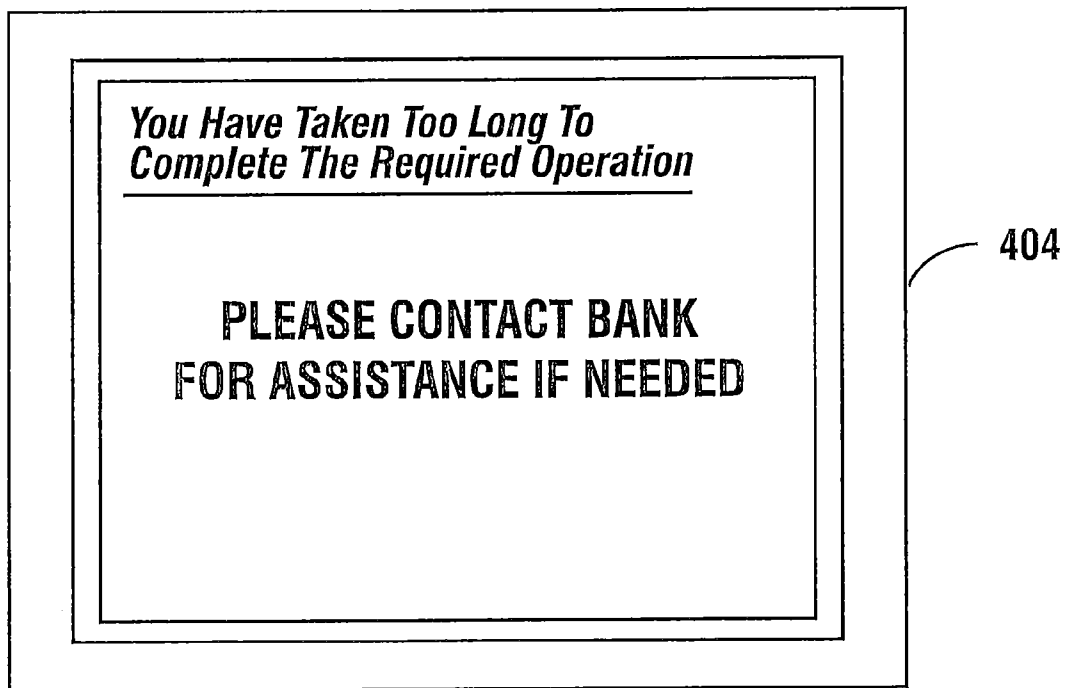 You Have Taken Too Long To
Complete The Required Operation
PLEASE CONTACT BANK
FOR ASSISTANCE IF NEEDED
404